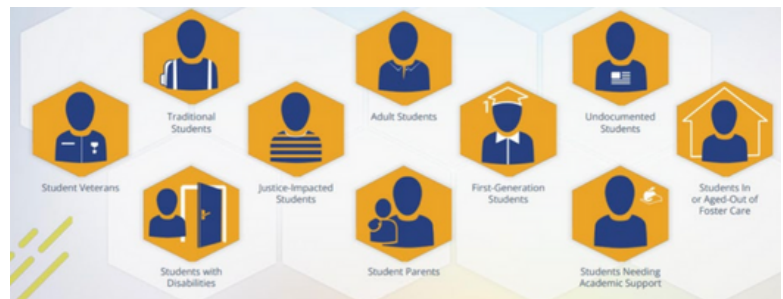 Traditional
Students
Adult Students
Undocumented
Students
Student Veterans
Justice-Impacted
Students
1
First-Generation
Students
Students In
or Aged-Out of
Foster Care
Students with
Disabilities
Student Parents
Students Needing
Academic Support